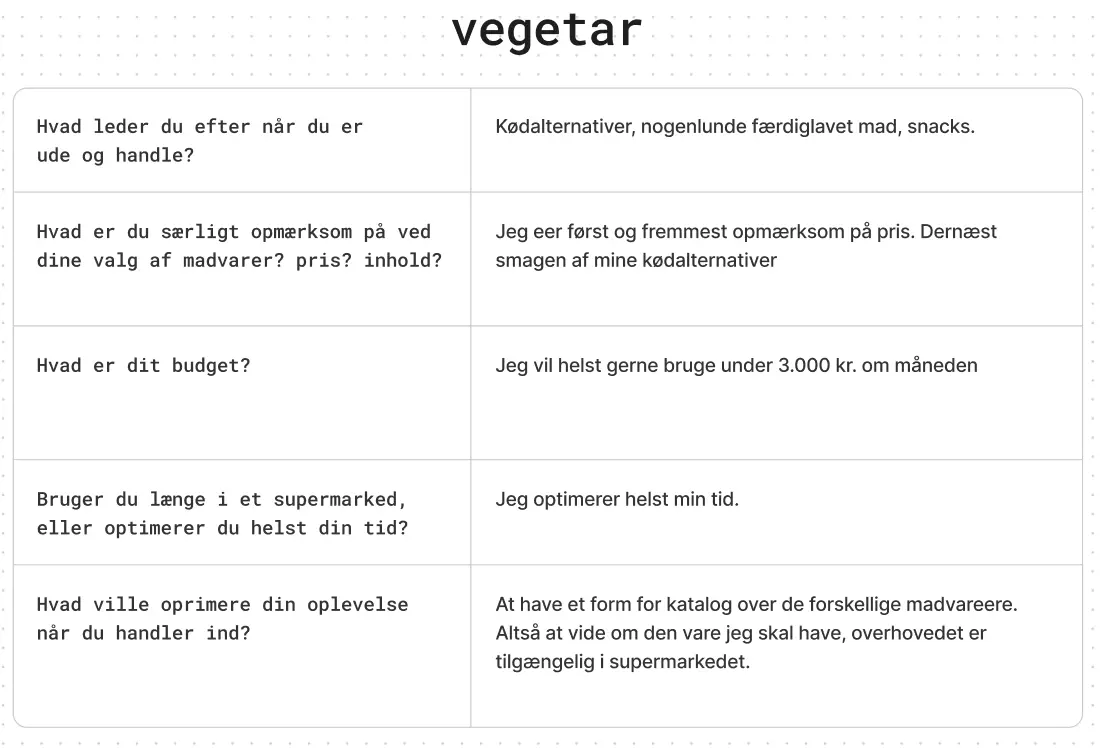 vegetar
Hvad leder du efter når du er
ude og handle?
Kødalternativer, nogenlunde færdiglavet mad, snacks.
Hvad er du særligt opmærksom på ved
dine valg af madvarer? pris? inhold?
Jeg eer først og fremmest opmærksom på pris. Dernæst
smagen af mine kødalternativer
Hvad er dit budget?
Jeg vil helst gerne bruge under 3.000 kr. om måneden
Bruger du længe i et supermarked,
eller optimerer du helst din tid?
Jeg optimerer helst min tid.
Hvad ville oprimere din oplevelse
når du handler ind?
At have et form for katalog over de forskellige madvareere.
Altså at vide om den vare jeg skal have, overhovedet er
tilgængelig i supermarkedet.